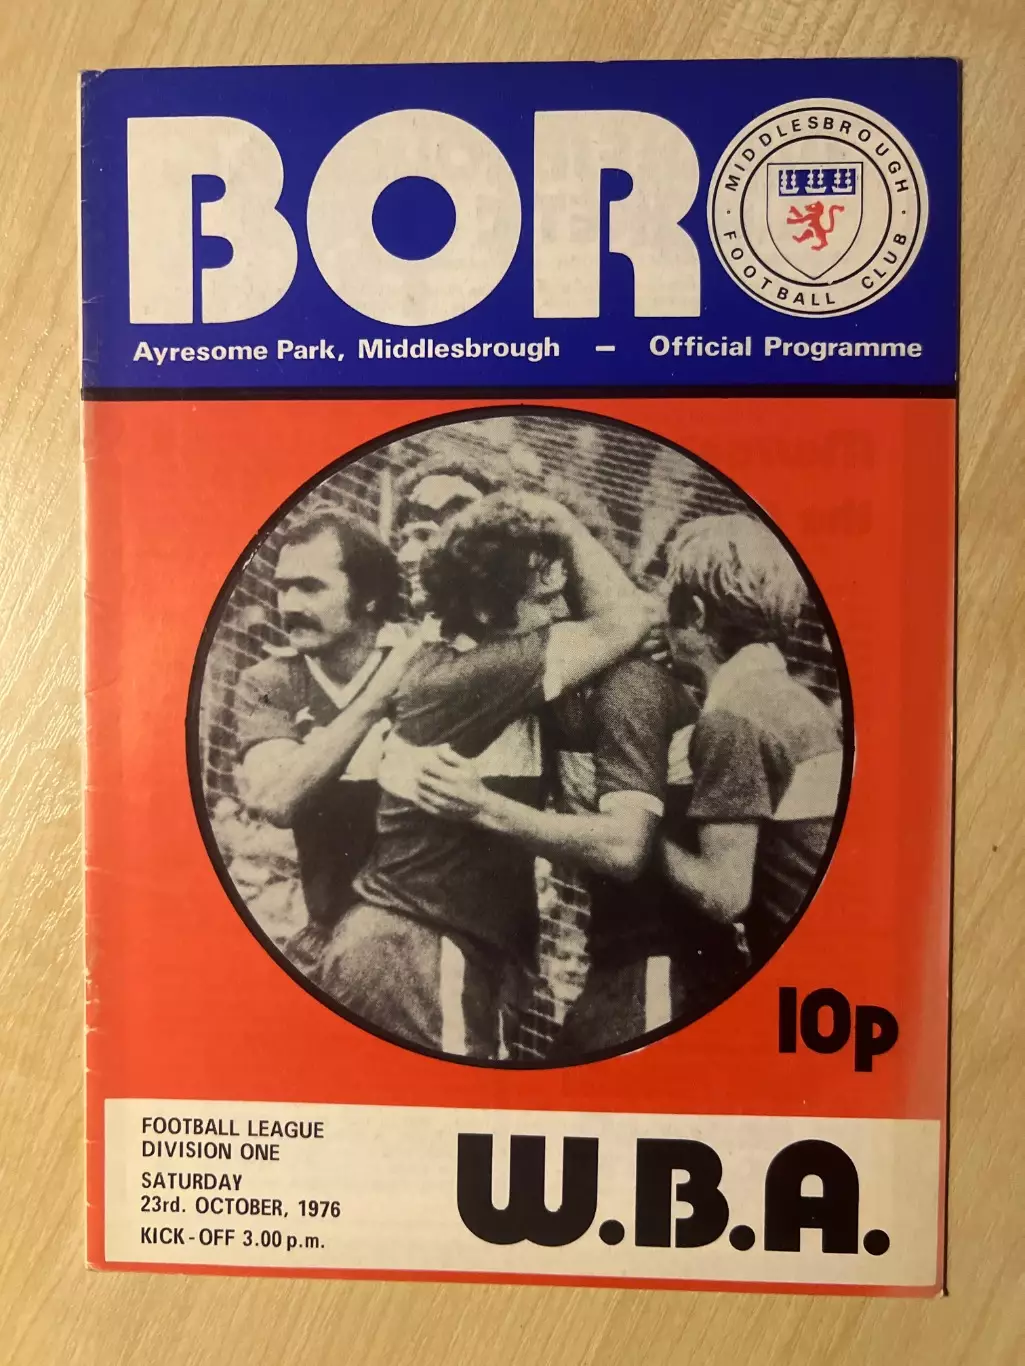 BORO
MIDDLESBROUGH
FOOTBALL CLUB
Ayresome Park, Middlesbrough – Official Programme
10p
FOOTBALL LEAGUE
DIVISION ONE
SATURDAY
23rd. OCTOBER, 1976
KICK-OFF 3.00 p.m.
W.B.A.